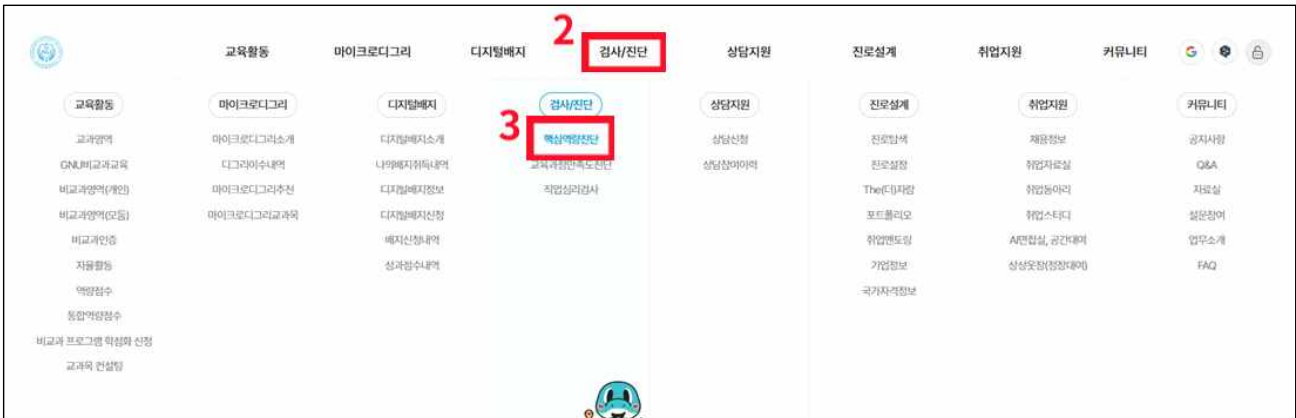 2
교육활동 마이크로디그리 디지털배지 검사/진단 상담지원 진로설계 취업지원 커뮤니티 G
교육활동 마이크로디그리 디지털배지 검사/진단 상담지원 진로설계 취업지원 커뮤니티
3
교과영역 마이크로디그리소개 디지털배지소개 핵심역량진단 상담신청 진로탐색 채용정보 공지사항
GNU비교과교육 디그리이수내역 나의배지취득내역 교육과정만족도진단 상담참여이력 진로설정 취업자료실 Q&A
비교과영역(개인) 마이크로디그리추천 디지털배지정보 직업심리검사 The(더)자람 취업동아리 자료실
비교과영역(모둠) 마이크로디그리교과목 디지털배지신청 포트폴리오 취업스터디 설문참여
비교과인증 배지신청내역 취업멘토링 AI면접실, 공간대여 업무소개
자율활동 성과점수내역 기업정보 상상옷장(정장대여) FAQ
역량점수 국가자격정보
통합역량점수
비교과 프로그램 학점화 신청
교과목 컨설팅